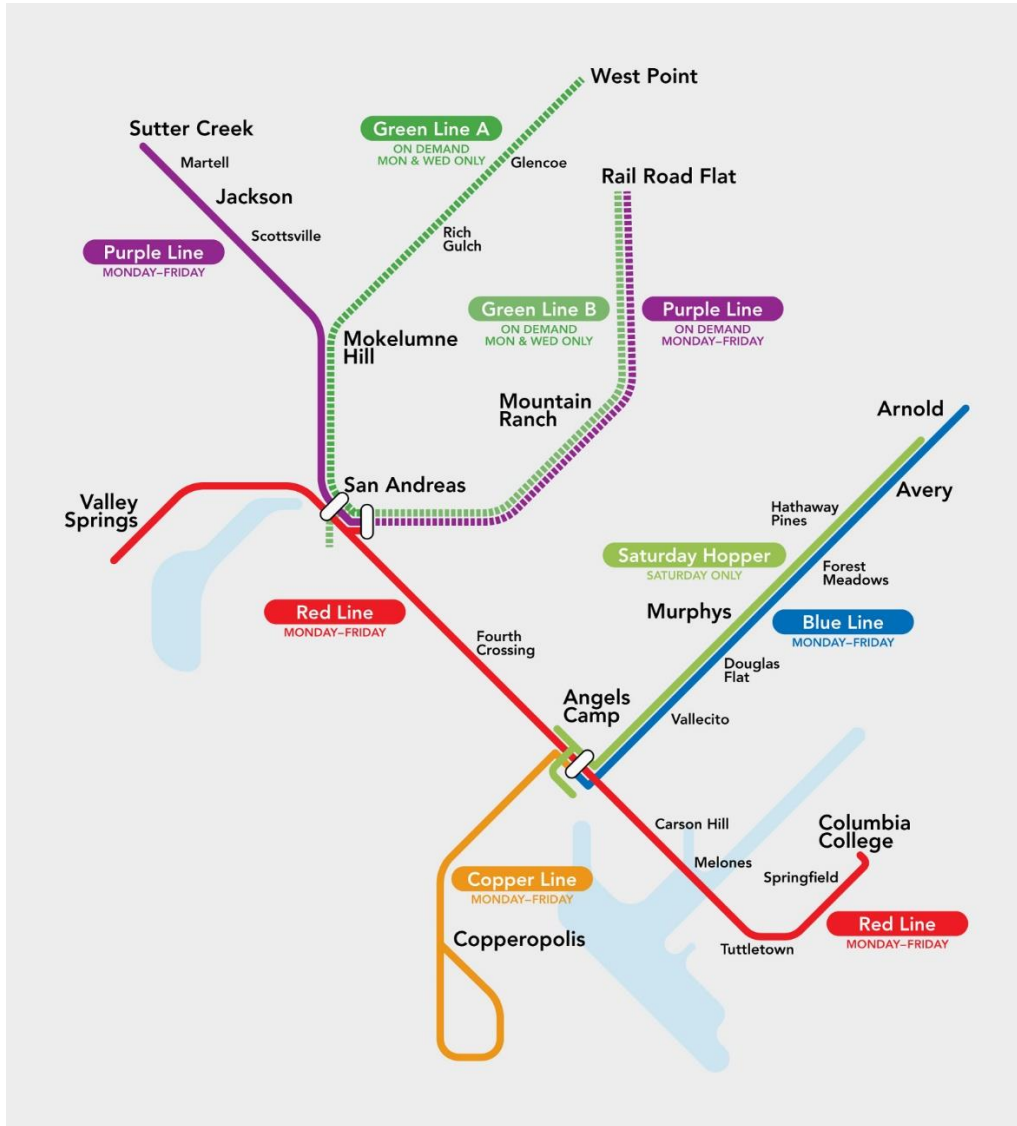 West Point
Sutter Creek
Green Line A
ON DEMAND
MON & WED ONLY
Martell
Glencoe
Rail Road Flat
Jackson
Scottsville
Rich
Gulch
Purple Line
MONDAY–FRIDAY
Green Line B
ON DEMAND
MON & WED ONLY
Purple Line
ON DEMAND
MONDAY–FRIDAY
Mokelumne
Hill
Mountain
Ranch
Arnold
San Andreas
Valley
Springs
Avery
Hathaway
Pines
Saturday Hopper
SATURDAY ONLY
Forest
Meadows
Red Line
MONDAY–FRIDAY
Murphys
Blue Line
MONDAY–FRIDAY
Fourth
Crossing
Douglas
Flat
Angels
Camp
Vallecito
Carson Hill
Columbia
College
Melones
Springfield
Copper Line
MONDAY–FRIDAY
Red Line
MONDAY–FRIDAY
Copperopolis
Tuttletown